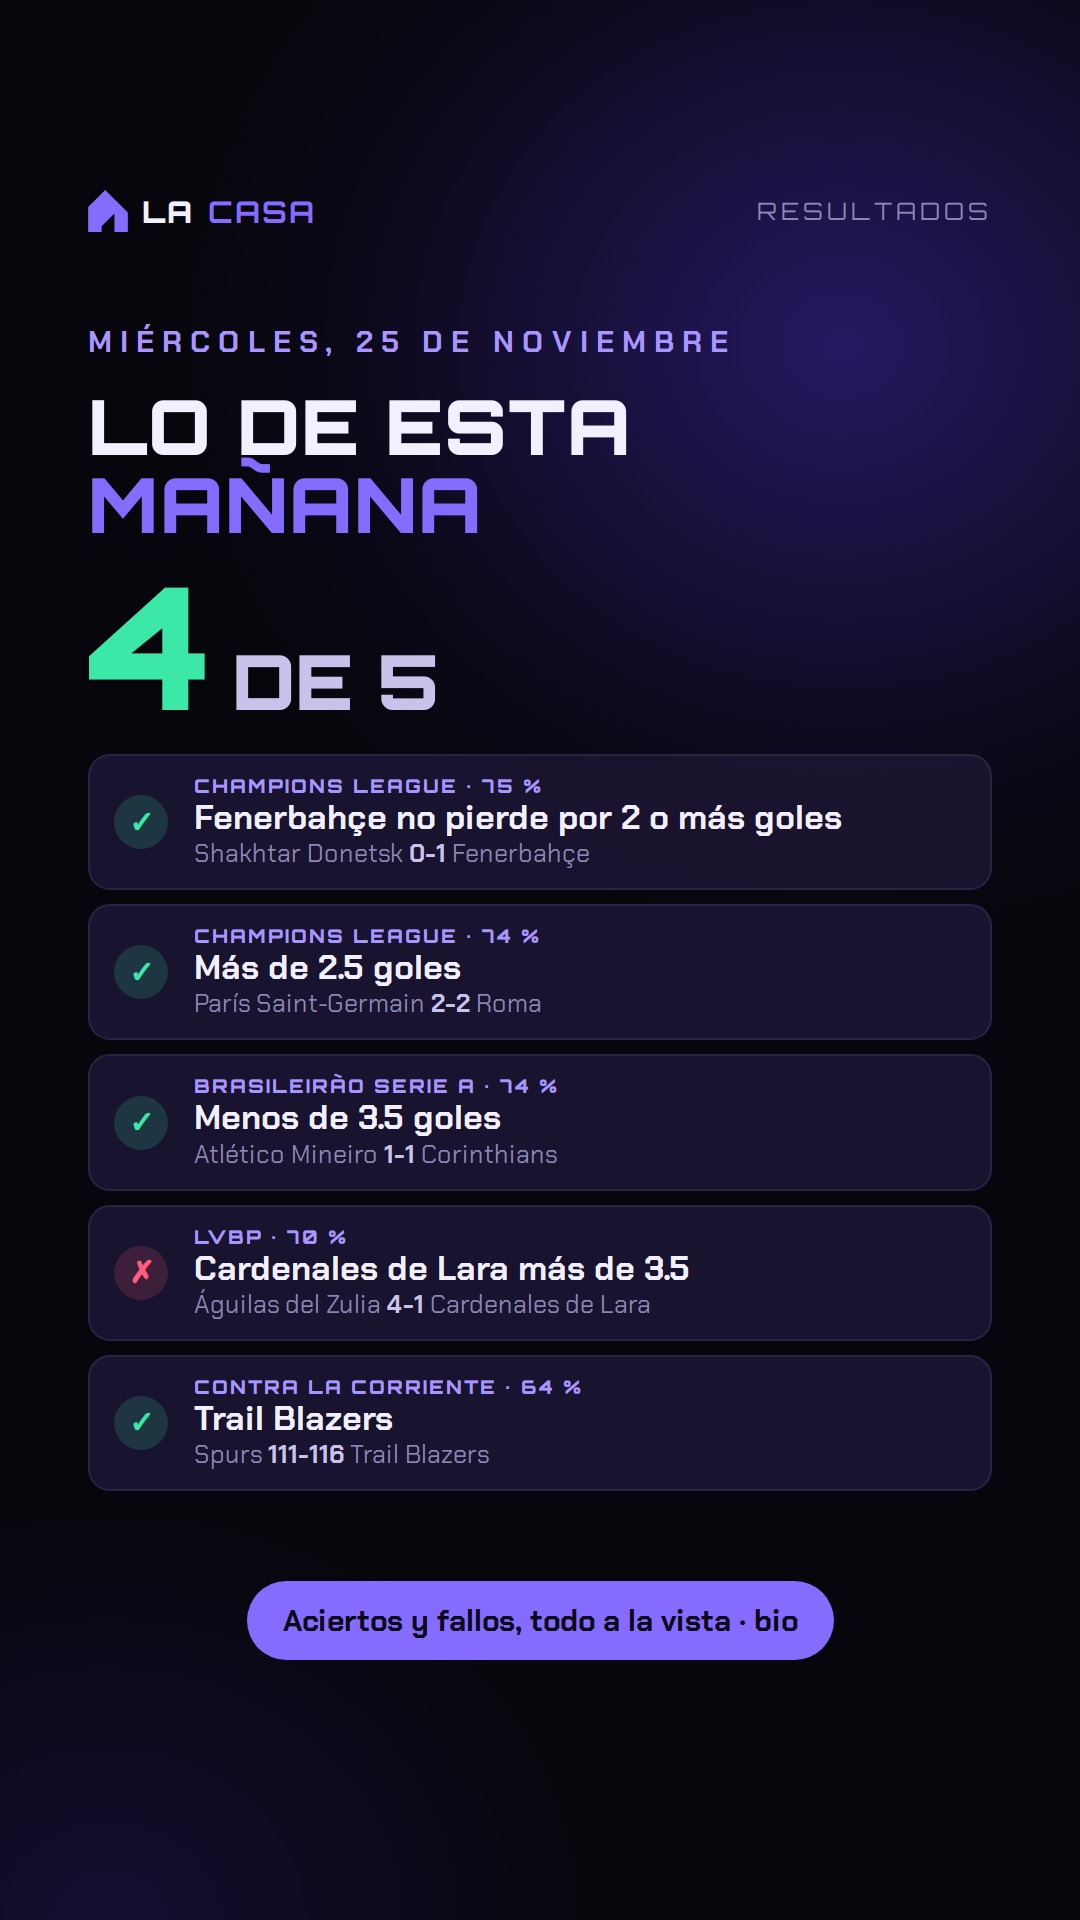 LA CASA
RESULTADOS
MIÉRCOLES, 25 DE NOVIEMBRE
LO DE ESTA
MAÑANA
4 DE 5
CHAMPIONS LEAGUE · 75 %
✓ Fenerbahçe no pierde por 2 o más goles
Shakhtar Donetsk 0-1 Fenerbahçe
CHAMPIONS LEAGUE · 74 %
✓ Más de 2.5 goles
París Saint-Germain 2-2 Roma
BRASILEIRÃO SERIE A · 74 %
✓ Menos de 3.5 goles
Atlético Mineiro 1-1 Corinthians
LVBP · 70 %
✗ Cardenales de Lara más de 3.5
Águilas del Zulia 4-1 Cardenales de Lara
CONTRA LA CORRIENTE · 64 %
✓ Trail Blazers
Spurs 111-116 Trail Blazers
Aciertos y fallos, todo a la vista · bio